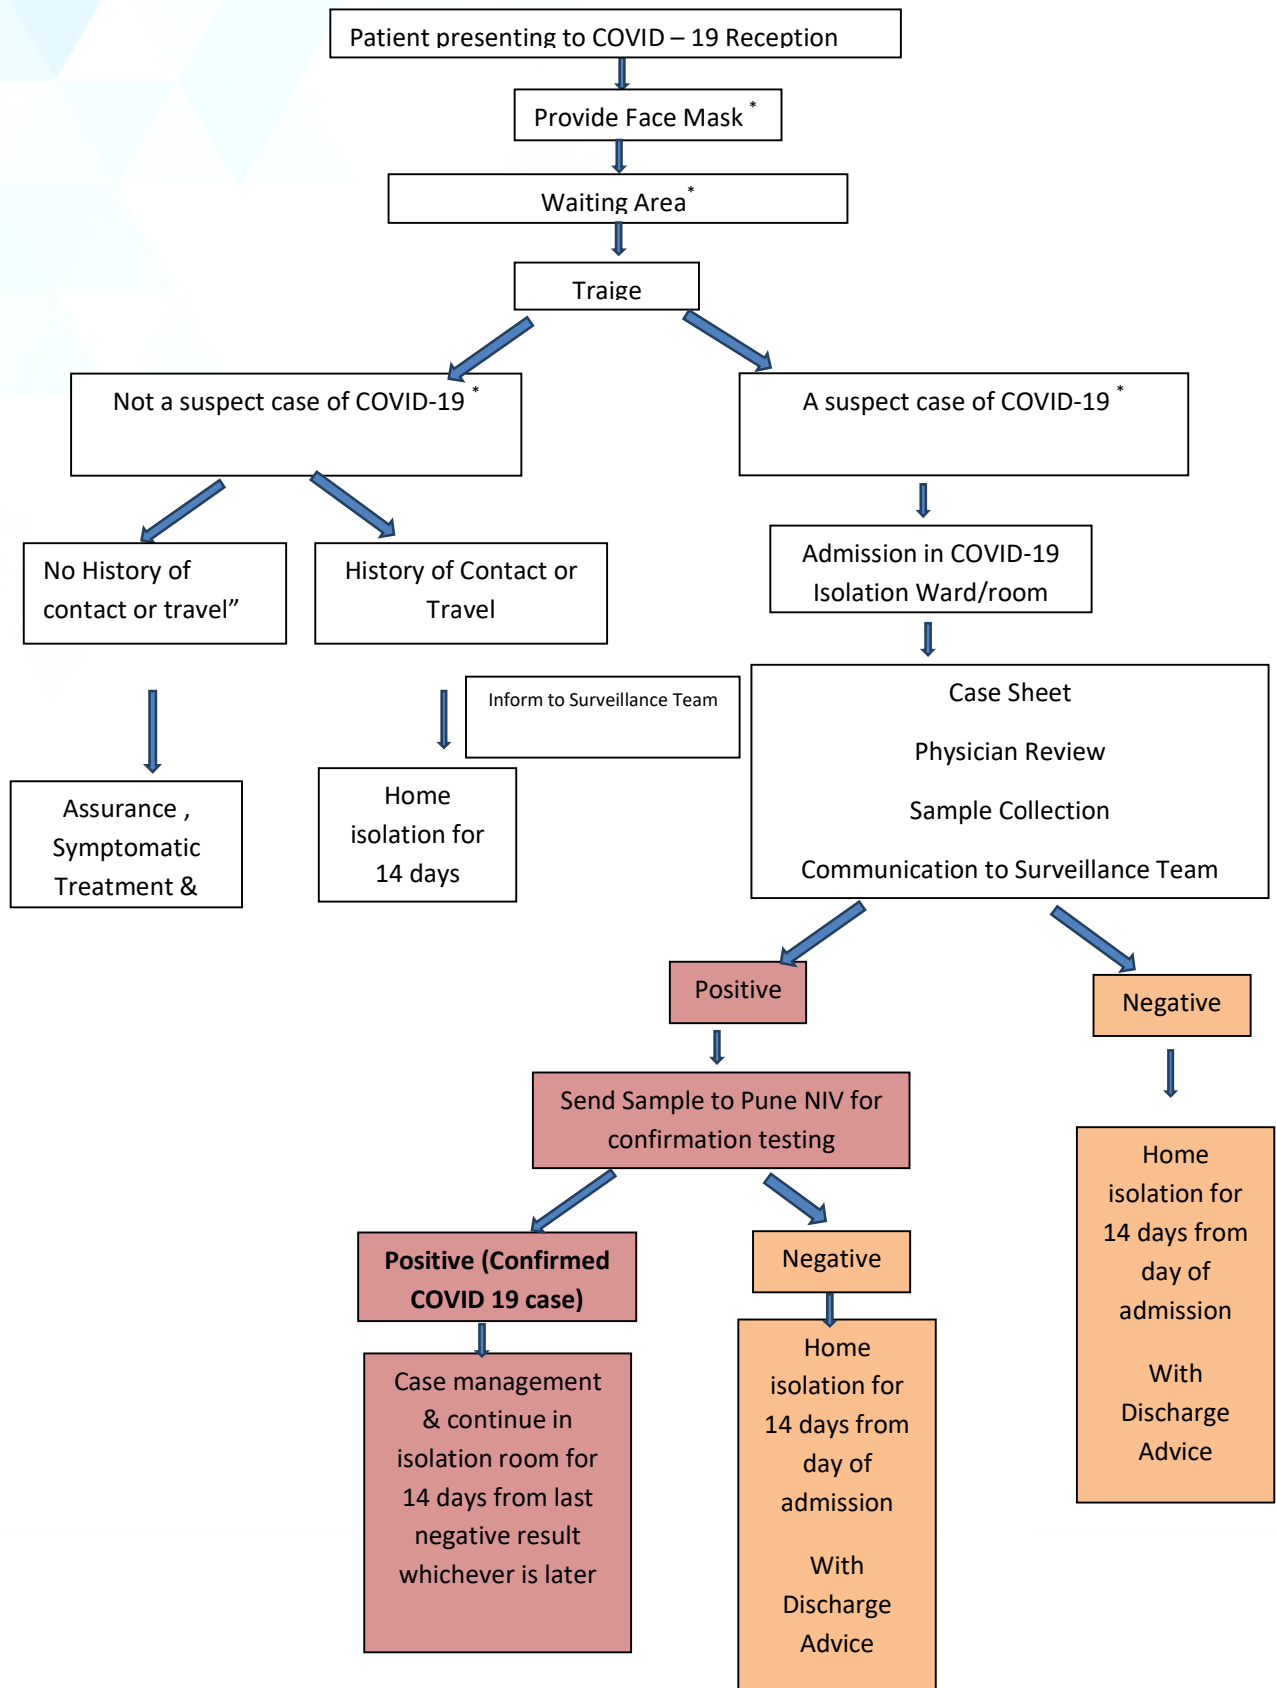 Patient presenting to COVID – 19 Reception
Provide Face Mask *
Waiting Area *
Traige
Not a suspect case of COVID-19 *
A suspect case of COVID-19 *
No History of
contact or travel”
History of Contact or
Travel
Admission in COVID-19
Isolation Ward/room
Inform to Surveillance Team
Case Sheet
Physician Review
Sample Collection
Communication to Surveillance Team
Assurance ,
Symptomatic
Treatment &
Home
isolation for
14 days
Positive
Negative
Send Sample to Pune NIV for
confirmation testing
Positive (Confirmed
COVID 19 case)
Negative
Case management
& continue in
isolation room for
14 days from last
negative result
whichever is later
Home
isolation for
14 days from
day of
admission
With
Discharge
Advice
Home
isolation for
14 days from
day of
admission
With
Discharge
Advice